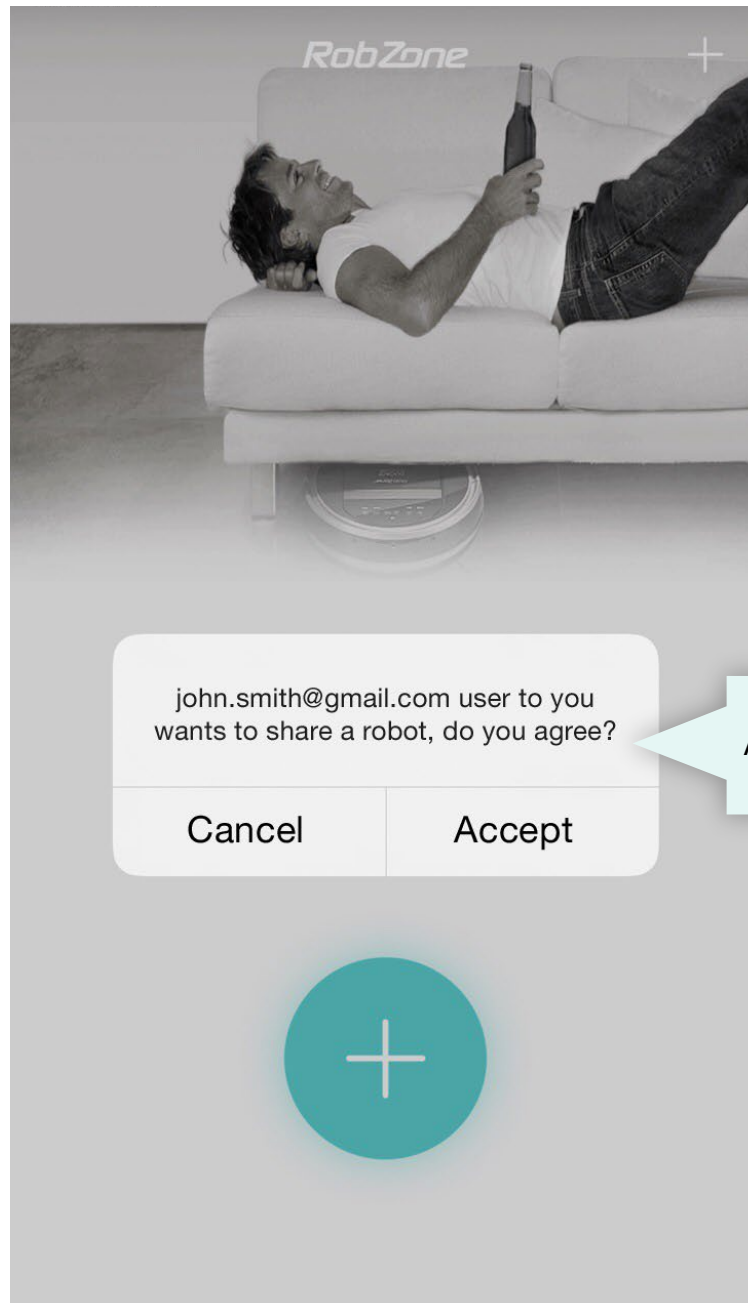 RobZone
john.smith@gmail.com user to you
wants to share a robot, do you agree?
Cancel
Accept